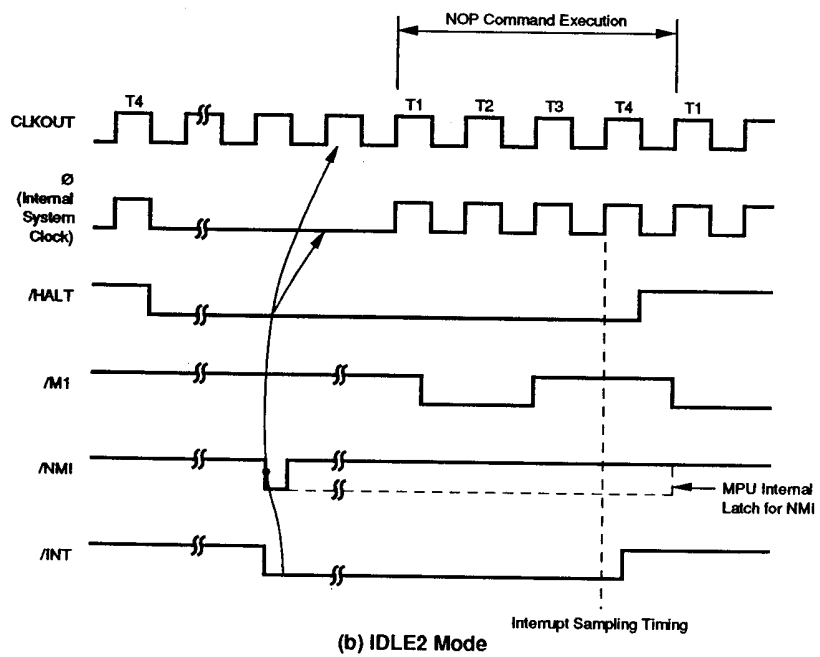 NOP Command Execution
T4
T1
T2
T3
T4
T1
CLKOUT
Ø
(Internal
System
Clock)
/HALT
/M1
/NMI
MPU Internal
Latch for NMI
/INT
Interrupt Sampling Timing
(b) IDLE2 Mode